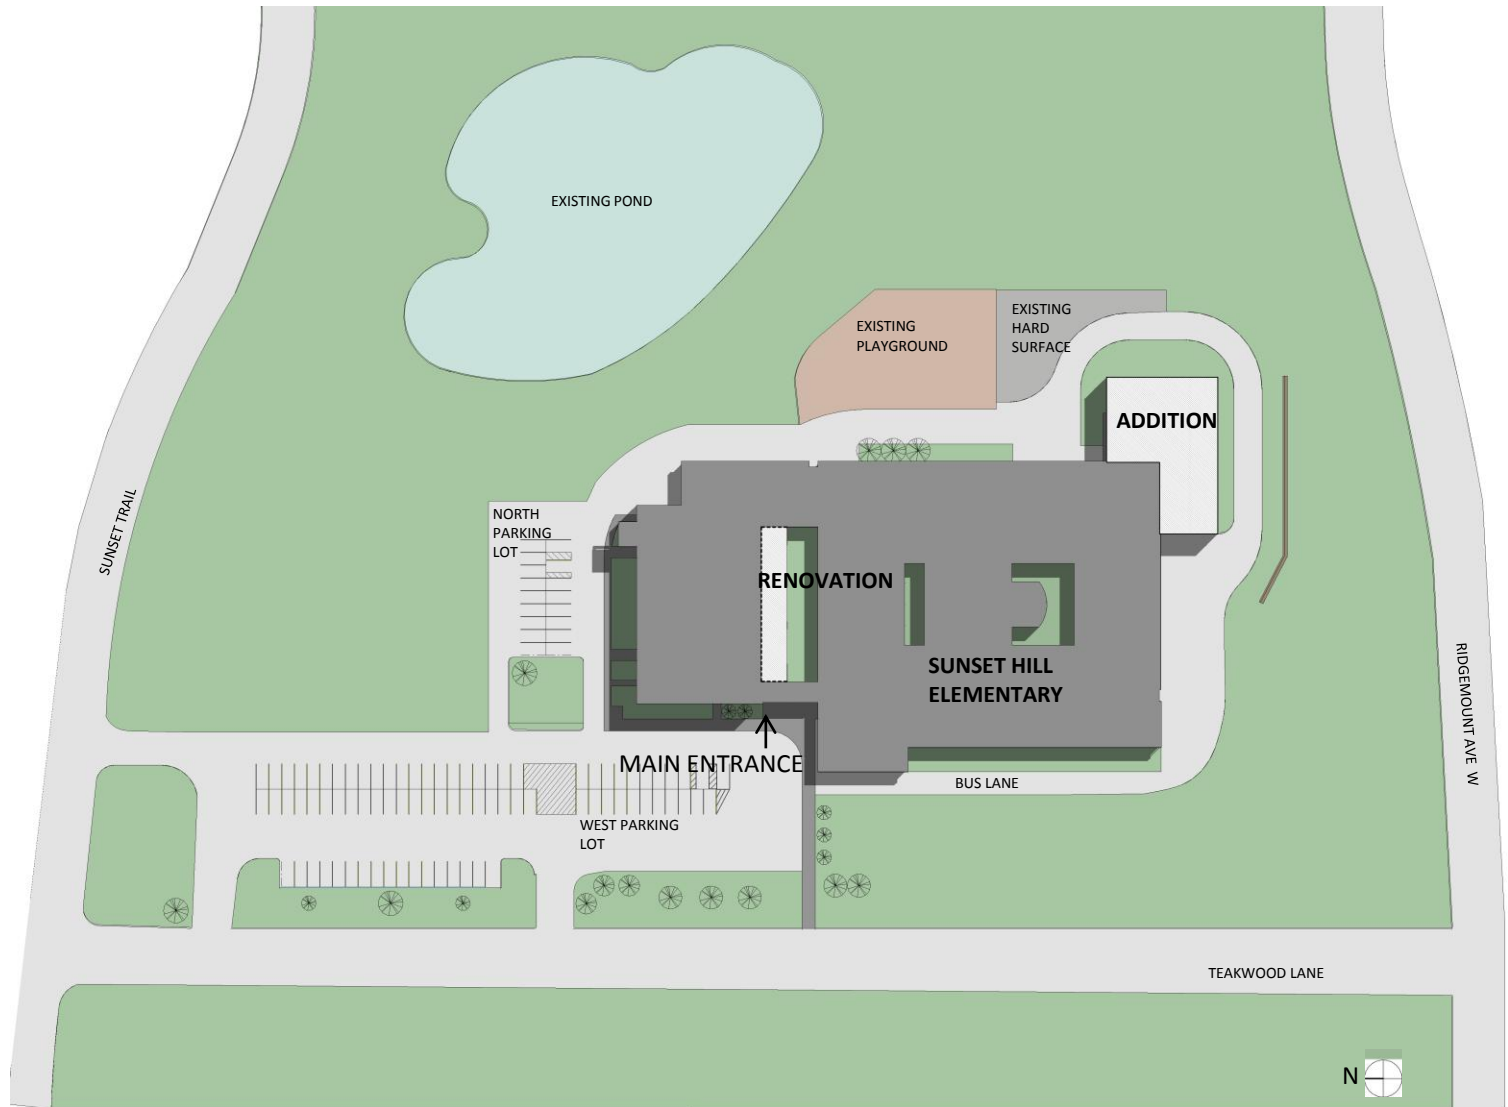 EXISTING POND
EXISTING
HARD
SURFACE
EXISTING
PLAYGROUND
ADDITION
SUNSET TRAIL
NORTH
PARKING
LOT
RENOVATION
SUNSET HILL
ELEMENTARY
RIDGEMOUNT AVE W
MAIN ENTRANCE
BUS LANE
WEST PARKING
LOT
TEAKWOOD LANE
N